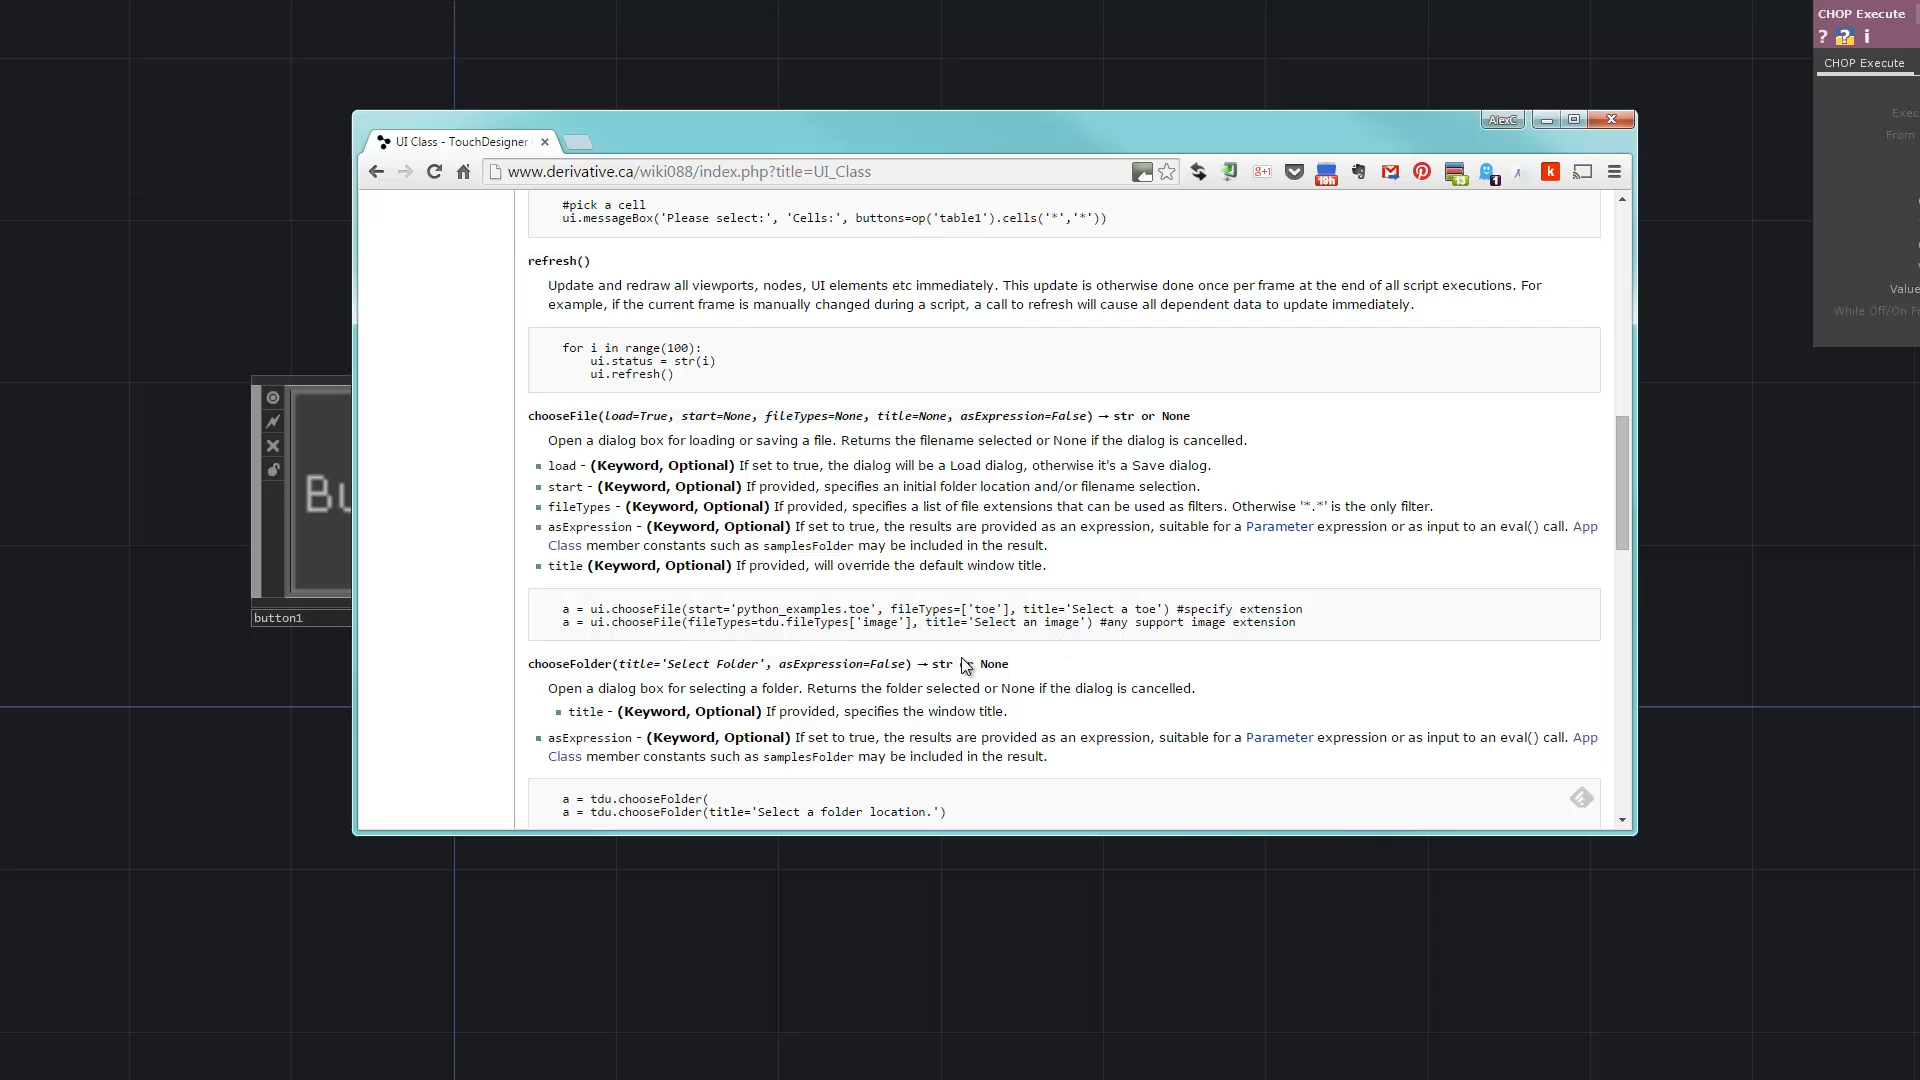 CHOP Execute
CHOP Execute
Exec
From
Value
While Off/On Fr
UI Class - TouchDesigner
AlexC
www.derivative.ca/wiki088/index.php?title=UI_Class
#pick a cell
ui.messageBox('Please select:', 'Cells:', buttons=op('table1').cells('*','*'))
refresh()
Update and redraw all viewports, nodes, UI elements etc immediately. This update is otherwise done once per frame at the end of all script executions. For
example, if the current frame is manually changed during a script, a call to refresh will cause all dependent data to update immediately.
for i in range(100):
ui.status = str(i)
ui.refresh()
chooseFile(load=True, start=None, fileTypes=None, title=None, asExpression=False) → str or None
Open a dialog box for loading or saving a file. Returns the filename selected or None if the dialog is cancelled.
load - (Keyword, Optional) If set to true, the dialog will be a Load dialog, otherwise it's a Save dialog.
start - (Keyword, Optional) If provided, specifies an initial folder location and/or filename selection.
fileTypes - (Keyword, Optional) If provided, specifies a list of file extensions that can be used as filters. Otherwise '*.*' is the only filter.
asExpression - (Keyword, Optional) If set to true, the results are provided as an expression, suitable for a Parameter expression or as input to an eval() call. App
Class member constants such as samplesFolder may be included in the result.
title (Keyword, Optional) If provided, will override the default window title.
a = ui.chooseFile(start='python_examples.toe', fileTypes=['toe'], title='Select a toe') #specify extension
a = ui.chooseFile(fileTypes=tdu.fileTypes['image'], title='Select an image') #any support image extension
chooseFolder(title='Select Folder', asExpression=False) → str or None
Open a dialog box for selecting a folder. Returns the folder selected or None if the dialog is cancelled.
title - (Keyword, Optional) If provided, specifies the window title.
asExpression - (Keyword, Optional) If set to true, the results are provided as an expression, suitable for a Parameter expression or as input to an eval() call. App
Class member constants such as samplesFolder may be included in the result.
a = tdu.chooseFolder(
a = tdu.chooseFolder(title='Select a folder location.')
Bu
button1
19h
13
1